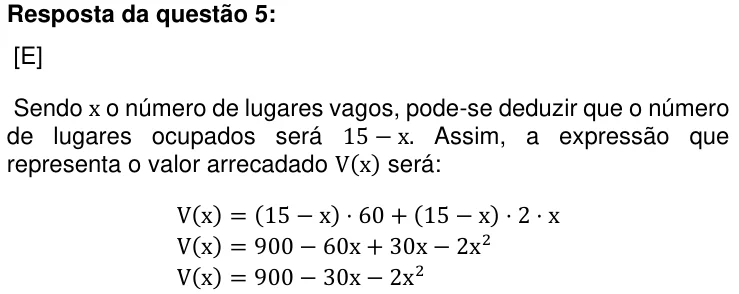 Resposta da questão 5:
[E]
Sendo x o número de lugares vagos, pode-se deduzir que o número
de lugares ocupados será 15 − x. Assim, a expressão que
representa o valor arrecadado V(x) será:
V(x) = (15 − x) · 60 + (15 − x) · 2 · x
V(x) = 900 − 60x + 30x − 2x²
V(x) = 900 − 30x − 2x²